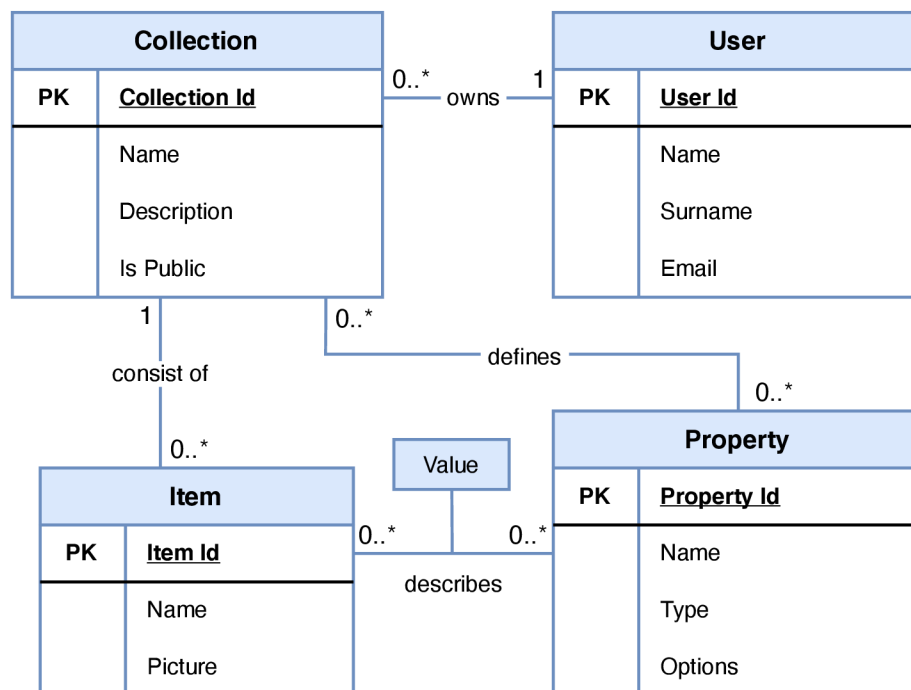 Collection
PK Collection Id
Name
Description
Is Public
0..* owns 1
User
PK User Id
Name
Surname
Email
1
consist of
0..*
0..*
defines
0..*
Item
PK Item Id
Name
Picture
Value
0..* 0..*
describes
Property
PK Property Id
Name
Type
Options